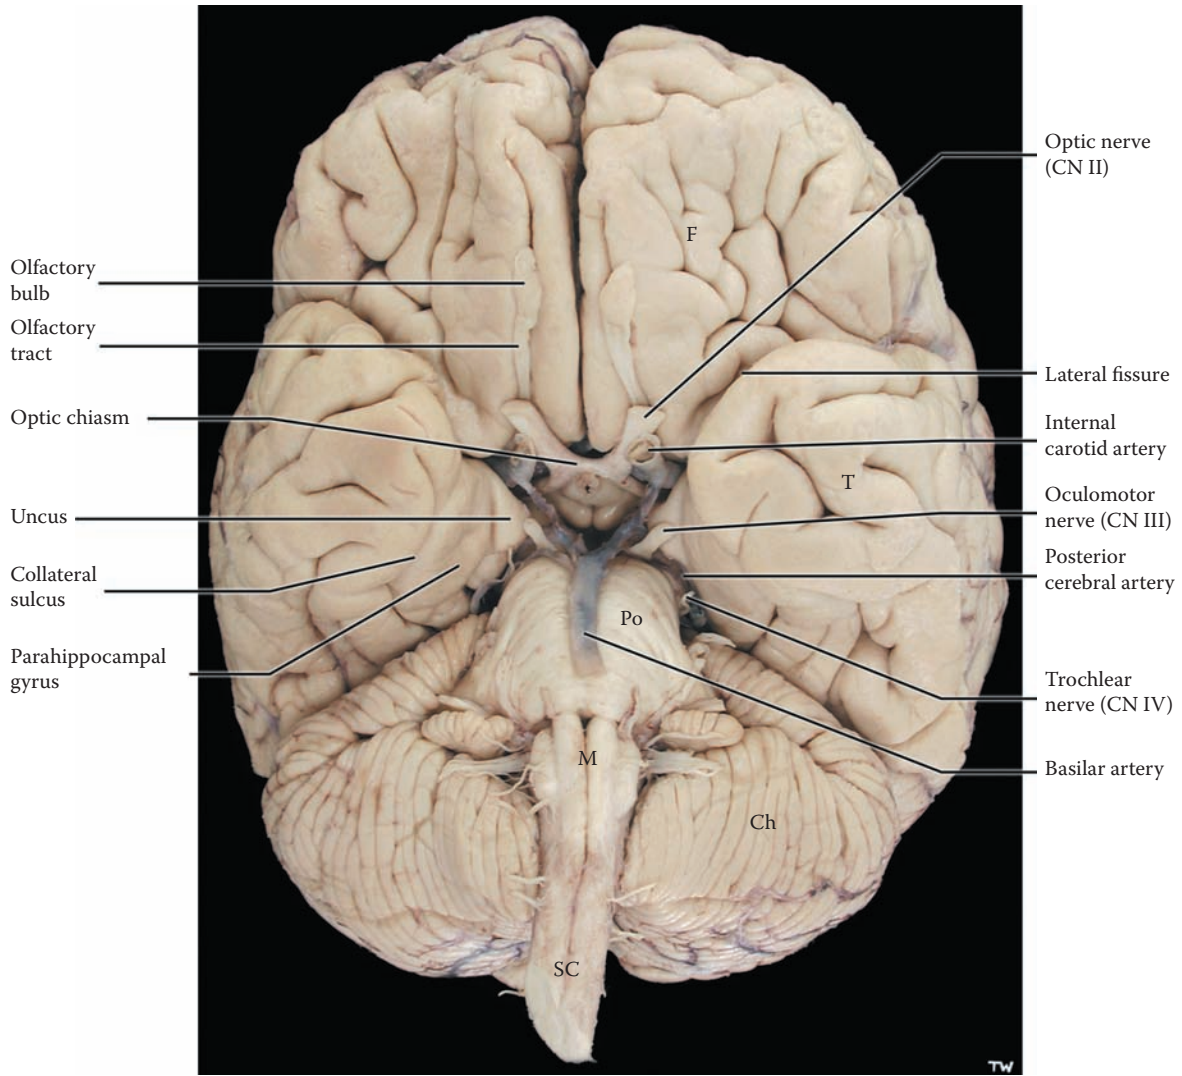 Optic nerve
(CN II)
F
Olfactory
bulb
Olfactory
tract
Lateral fissure
Optic chiasm
Internal
carotid artery
T
Uncus
Oculomotor
nerve (CN III)
Collateral
sulcus
Posterior
cerebral artery
Po
Parahippocampal
gyrus
Trochlear
nerve (CN IV)
M
Basilar artery
Ch
SC
TW